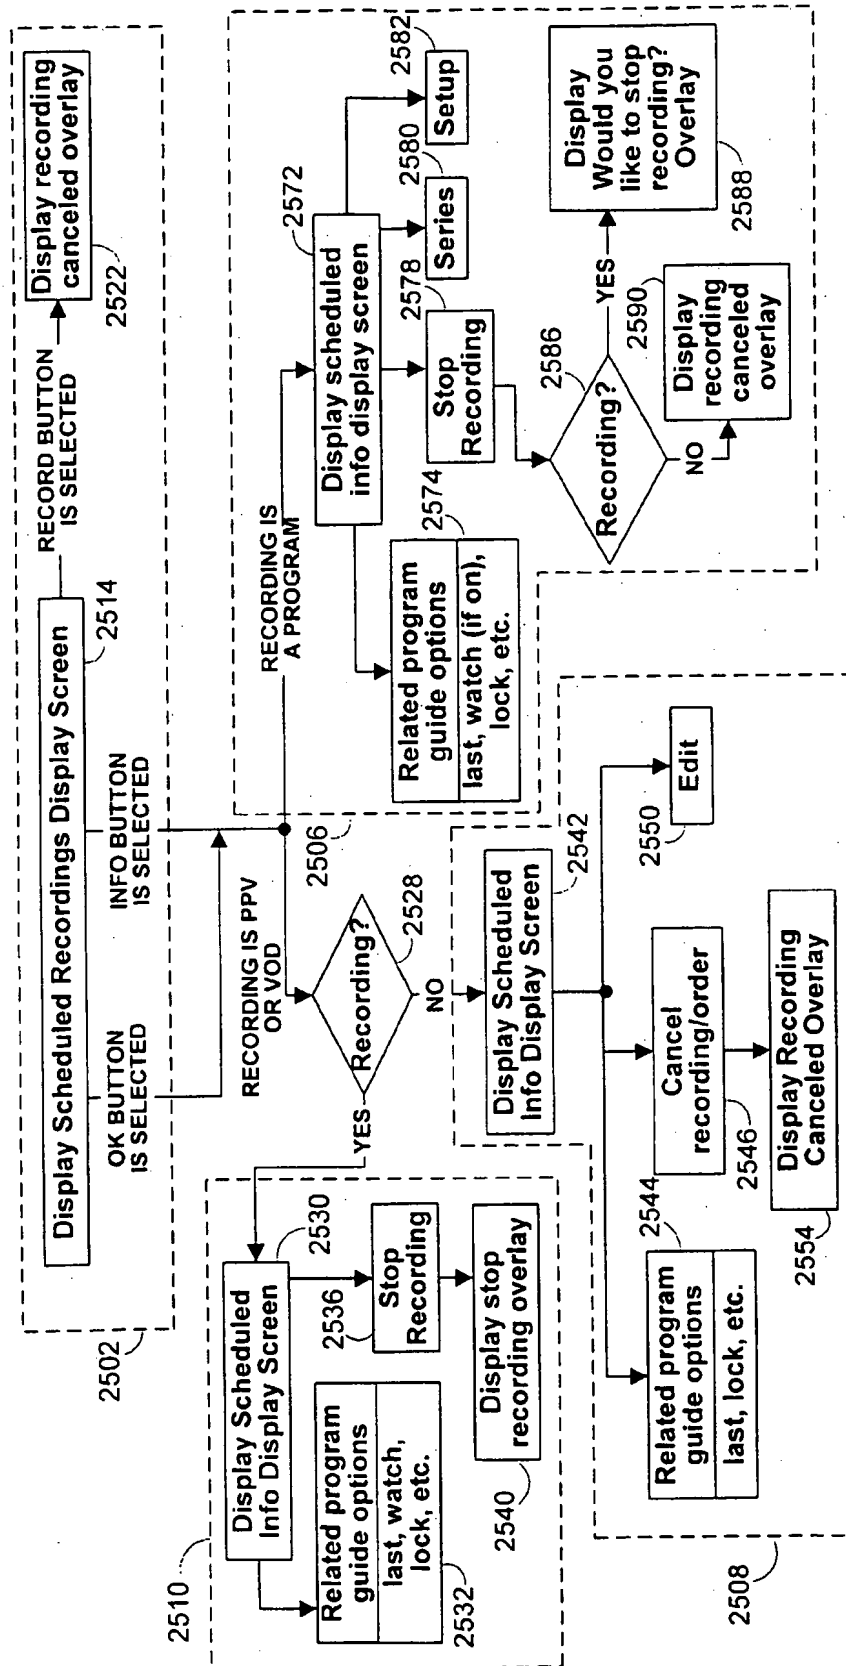 2502
Display Scheduled Recordings Display Screen
2514
RECORD BUTTON
IS SELECTED
Display recording
canceled overlay
2522
OK BUTTON
IS SELECTED
INFO BUTTON
IS SELECTED
RECORDING IS PPV
OR VOD
RECORDING IS
A PROGRAM
2510
Display Scheduled
Info Display Screen
2530
YES
Recording?
2528
NO
Related program
guide options
last, watch,
lock, etc.
2532
2536
Stop
Recording
Display stop
recording overlay
2540
2506
Display scheduled
info display screen
2572
Related program
guide options
last, watch (if on),
lock, etc.
2574
Stop
Recording
2578
Series
2580
Setup
2582
Recording?
2586
YES
NO
Display
Would you
like to stop
recording?
Overlay
2588
Display
recording
canceled
overlay
2590
2508
Display Scheduled
Info Display Screen
2542
Related program
guide options
last, lock, etc.
2544
Cancel
recording/order
2546
Edit
2550
Display Recording
Canceled Overlay
2554